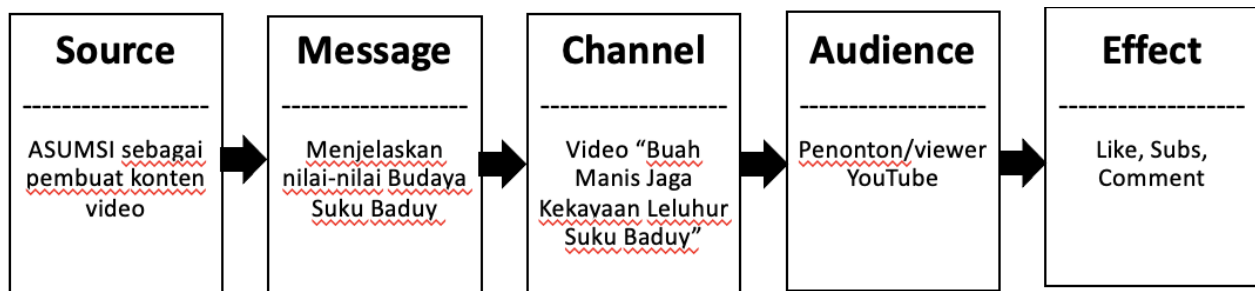 Source
--------------------
ASUMSI sebagai
pembuat konten
video
Message
-------------------
Menjelaskan
nilai-nilai Budaya
Suku Baduy
Channel
-------------------
Video “Buah
Manis Jaga
Kekayaan Leluhur
Suku Baduy”
Audience
-------------------
Penonton/viewer
YouTube
Effect
-------------------
Like, Subs,
Comment